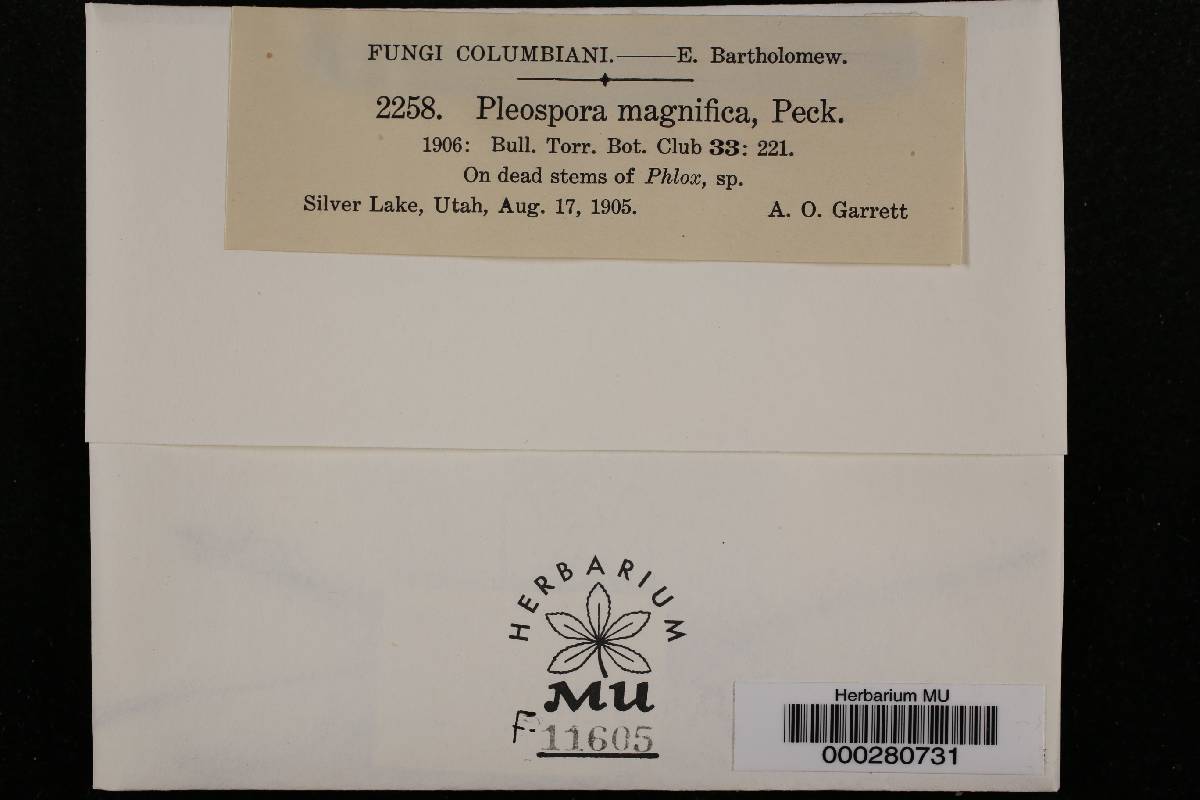 FUNGI COLUMBIANI.——E. Bartholomew.
2258. Pleospora magnifica, Peck.
1906: Bull. Torr. Bot. Club 33: 221.
On dead stems of Phlox, sp.
Silver Lake, Utah, Aug. 17, 1905. A. O. Garrett
HERBARIUM
MU
F-11605
Herbarium MU
000280731